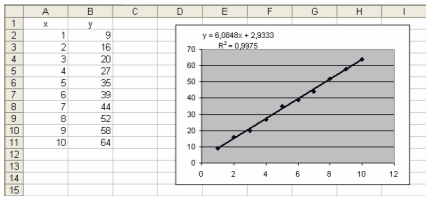 A B C D E F G H I
1 x y
2 1 9
3 2 16
4 3 20
5 4 27
6 5 35
7 6 39
8 7 44
9 8 52
10 9 58
11 10 64
12
13
14
15
y = 6,0848x + 2,9333
R² = 0,9975
70
60
50
40
30
20
10
0
0 2 4 6 8 10 12